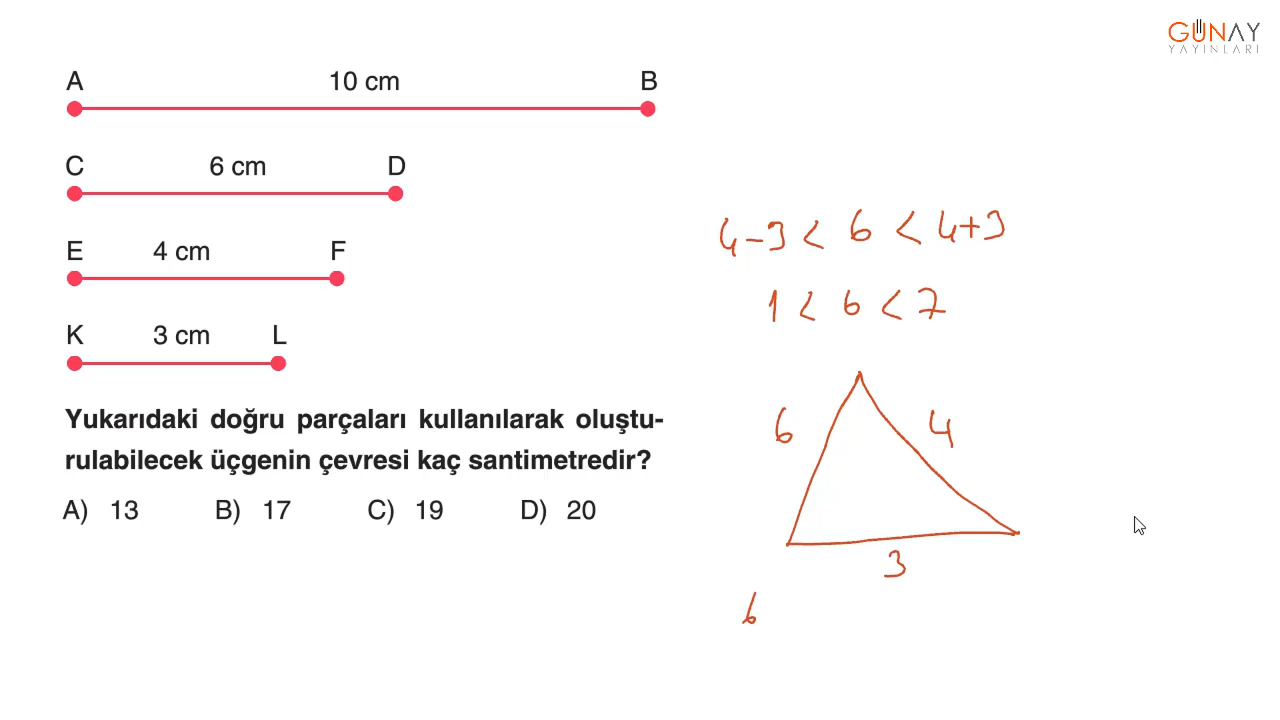 GÜNAY
YAYINLARI
A 10 cm B
C 6 cm D
E 4 cm F
K 3 cm L
Yukarıdaki doğru parçaları kullanılarak oluştu-
rulabilecek üçgenin çevresi kaç santimetredir?
A) 13 B) 17 C) 19 D) 20
4-3 < 6 < 4+3
1 < 6 < 7
6 4
3
6